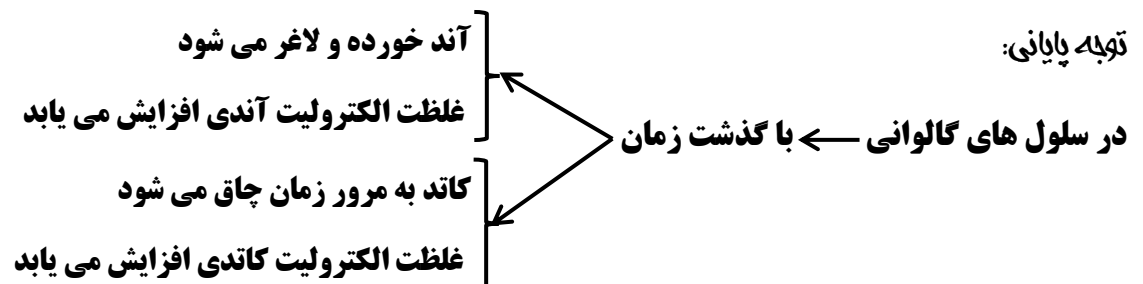 توجه پایانی:
در سلول های گالوانی ← با گذشت زمان
آند خورده و لاغر می شود
غلظت الکترولیت آندی افزایش می یابد
کاتد به مرور زمان چاق می شود
غلظت الکترولیت کاتدی افزایش می یابد